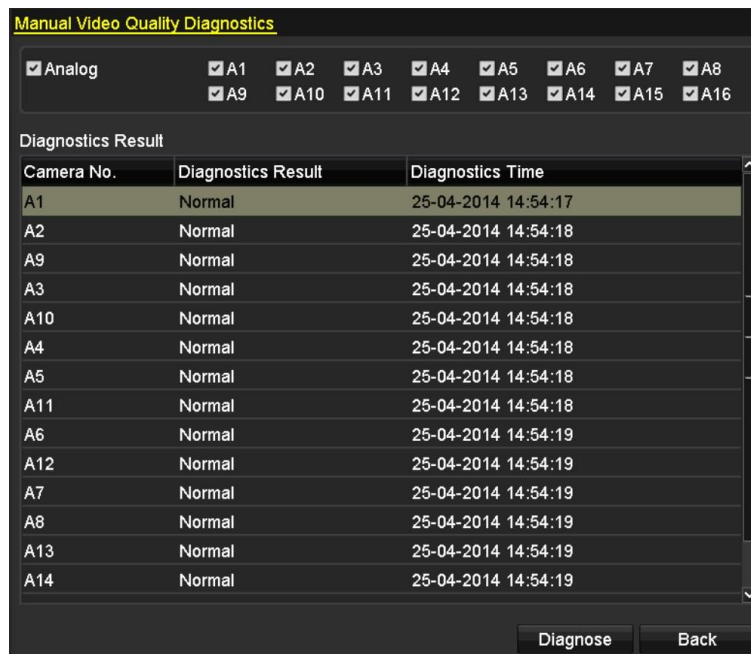 Manual Video Quality Diagnostics
Analog A1 A2 A3 A4 A5 A6 A7 A8
A9 A10 A11 A12 A13 A14 A15 A16
Diagnostics Result
Camera No. Diagnostics Result Diagnostics Time
A1 Normal 25-04-2014 14:54:17
A2 Normal 25-04-2014 14:54:18
A9 Normal 25-04-2014 14:54:18
A3 Normal 25-04-2014 14:54:18
A10 Normal 25-04-2014 14:54:18
A4 Normal 25-04-2014 14:54:18
A5 Normal 25-04-2014 14:54:18
A11 Normal 25-04-2014 14:54:18
A6 Normal 25-04-2014 14:54:19
A12 Normal 25-04-2014 14:54:19
A7 Normal 25-04-2014 14:54:19
A8 Normal 25-04-2014 14:54:19
A13 Normal 25-04-2014 14:54:19
A14 Normal 25-04-2014 14:54:19
Diagnose Back